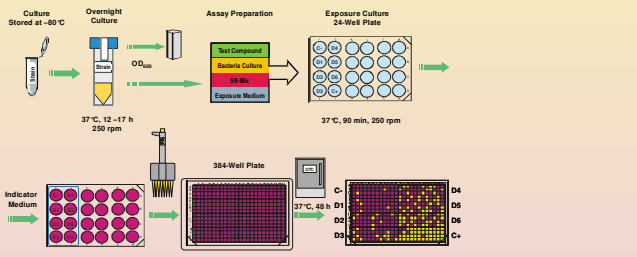 Culture
Stored at –80°C
Overnight
Culture
Assay Preparation
Exposure Culture
24-Well Plate
Strain
Strain
OD600
Test Compound
Bacteria Culture
S9-Mix
Exposure Medium
C- D4
D1 D5
D2 D6
D3 C+
37°C, 12 –17 h
250 rpm
37°C, 90 min, 250 rpm
Indicator
Medium
384-Well Plate
37°C
37°C, 48 h
C- D4
D1 D5
D2 D6
D3 C+